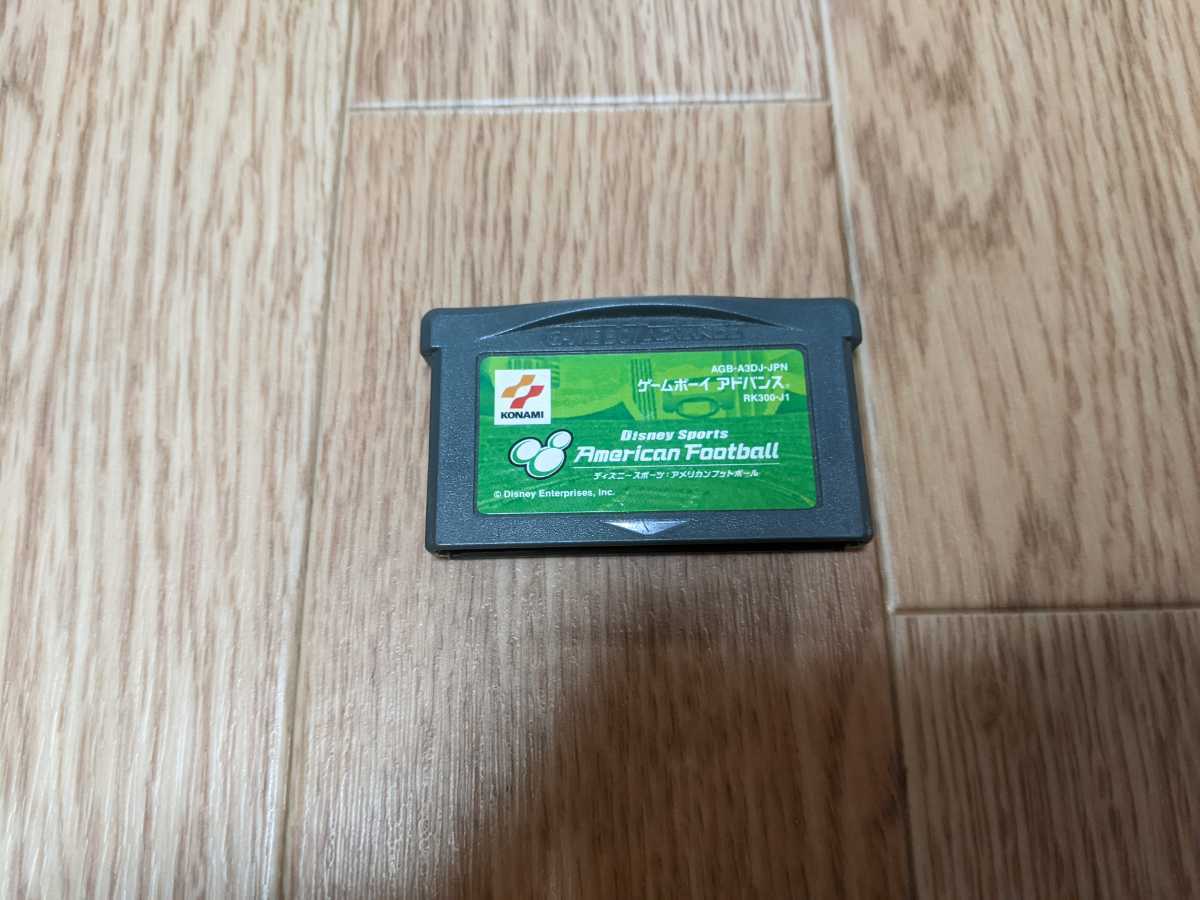 GAME BOY ADVANCE
AGB-A3DJ-JPN
ゲームボーイ アドバンス®
RK300-J1
KONAMI
Disney Sports
American Football
ディズニースポーツ:アメリカンフットボール
© Disney Enterprises, Inc.